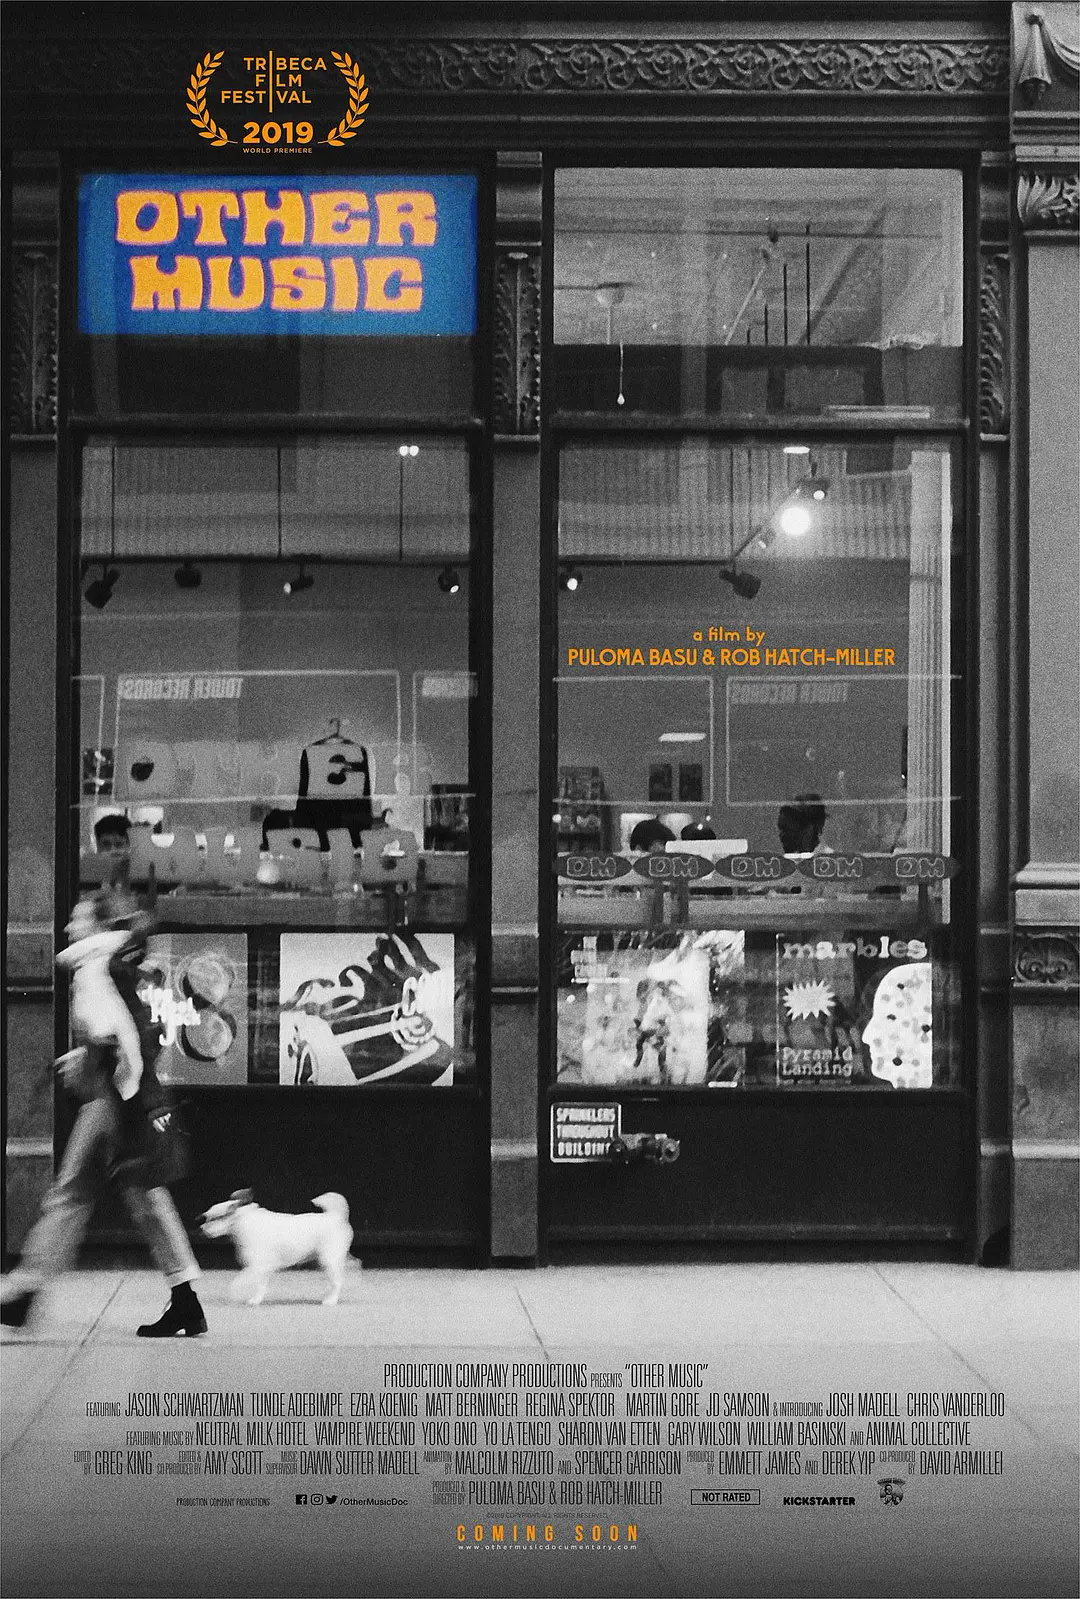 TRIBECA
FILM
FESTIVAL
2019
WORLD PREMIERE
OTHER
MUSIC
a film by
PULOMA BASU & ROB HATCH-MILLER
TOWER RECORDS
TOWER RECORDS
OM OM OM OM OM
marbles
Pyramid
Landing
SPRINKLERS
THROUGHOUT
BUILDING
PRODUCTION COMPANY PRODUCTIONS PRESENTS "OTHER MUSIC"
FEATURING JASON SCHWARTZMAN TUNDE ADEBIMPE EZRA KOENIG MATT BERNINGER REGINA SPEKTOR MARTIN GORE JD SAMSON & INTRODUCING JOSH MADELL CHRIS VANDERLOO
FEATURING MUSIC BY NEUTRAL MILK HOTEL VAMPIRE WEEKEND YOKO ONO YO LA TENGO SHARON VAN ETTEN GARY WILSON WILLIAM BASINSKI AND ANIMAL COLLECTIVE
EDITED BY GREG KING EDITED & CO-PRODUCED BY AMY SCOTT MUSIC SUPERVISOR DAWN SUTTER MADELL ANIMATION BY MALCOLM RIZZUTO AND SPENCER GARRISON PRODUCED BY EMMETT JAMES AND DEREK YIP CO-PRODUCED BY DAVID ARMILLEI
PRODUCTION COMPANY PRODUCTIONS /OtherMusicDoc PRODUCED & DIRECTED BY PULOMA BASU & ROB HATCH-MILLER NOT RATED KICKSTARTER
©2019 COPYRIGHT ALL RIGHTS RESERVED
COMING SOON
www.othermusicdocumentary.com